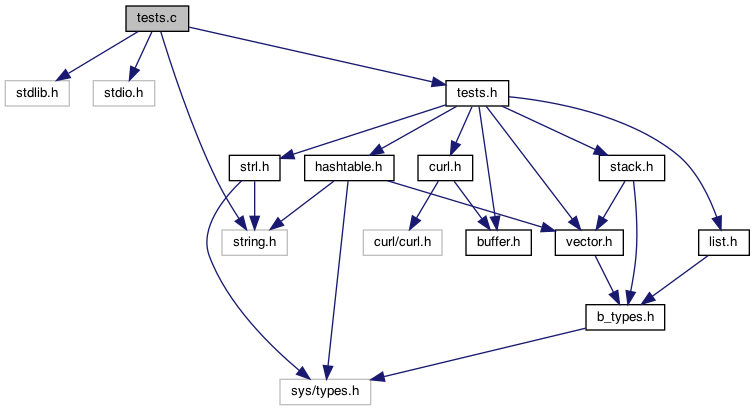 tests.c
stdlib.h
stdio.h
tests.h
strl.h
hashtable.h
curl.h
stack.h
string.h
curl/curl.h
buffer.h
vector.h
list.h
b_types.h
sys/types.h